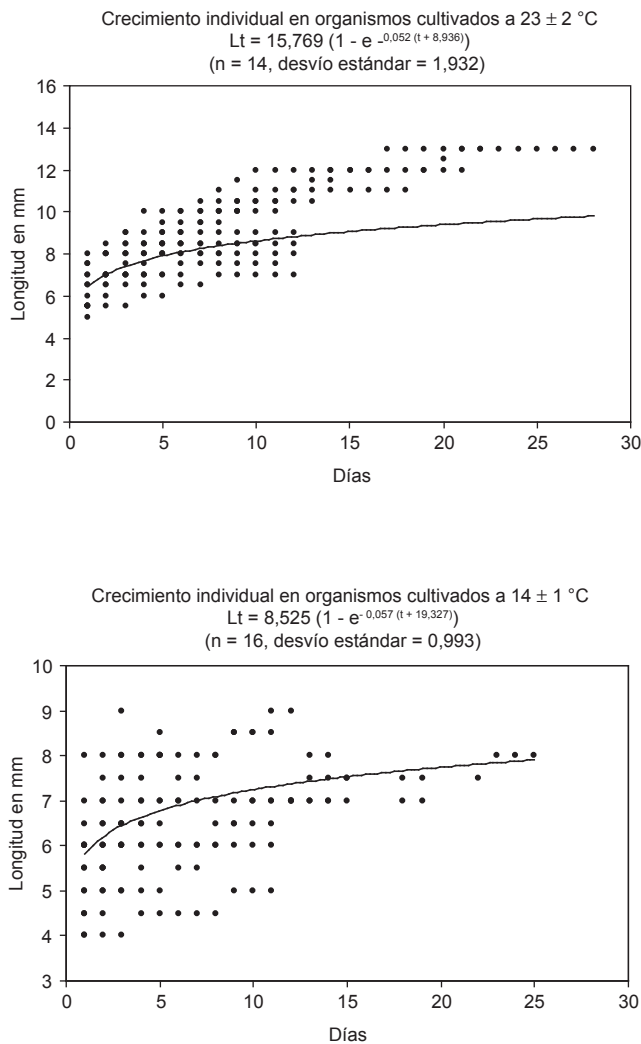 Crecimiento individual en organismos cultivados a 23 ± 2 °C
Lt = 15,769 (1 - e -0,052 (t + 8,936))
(n = 14, desvío estándar = 1,932)
16
14
12
10
8
6
4
2
0
Longitud en mm
0 5 10 15 20 25 30
Días
Crecimiento individual en organismos cultivados a 14 ± 1 °C
Lt = 8,525 (1 - e- 0,057 (t + 19,327))
(n = 16, desvío estándar = 0,993)
10
9
8
7
6
5
4
3
Longitud en mm
0 5 10 15 20 25 30
Días